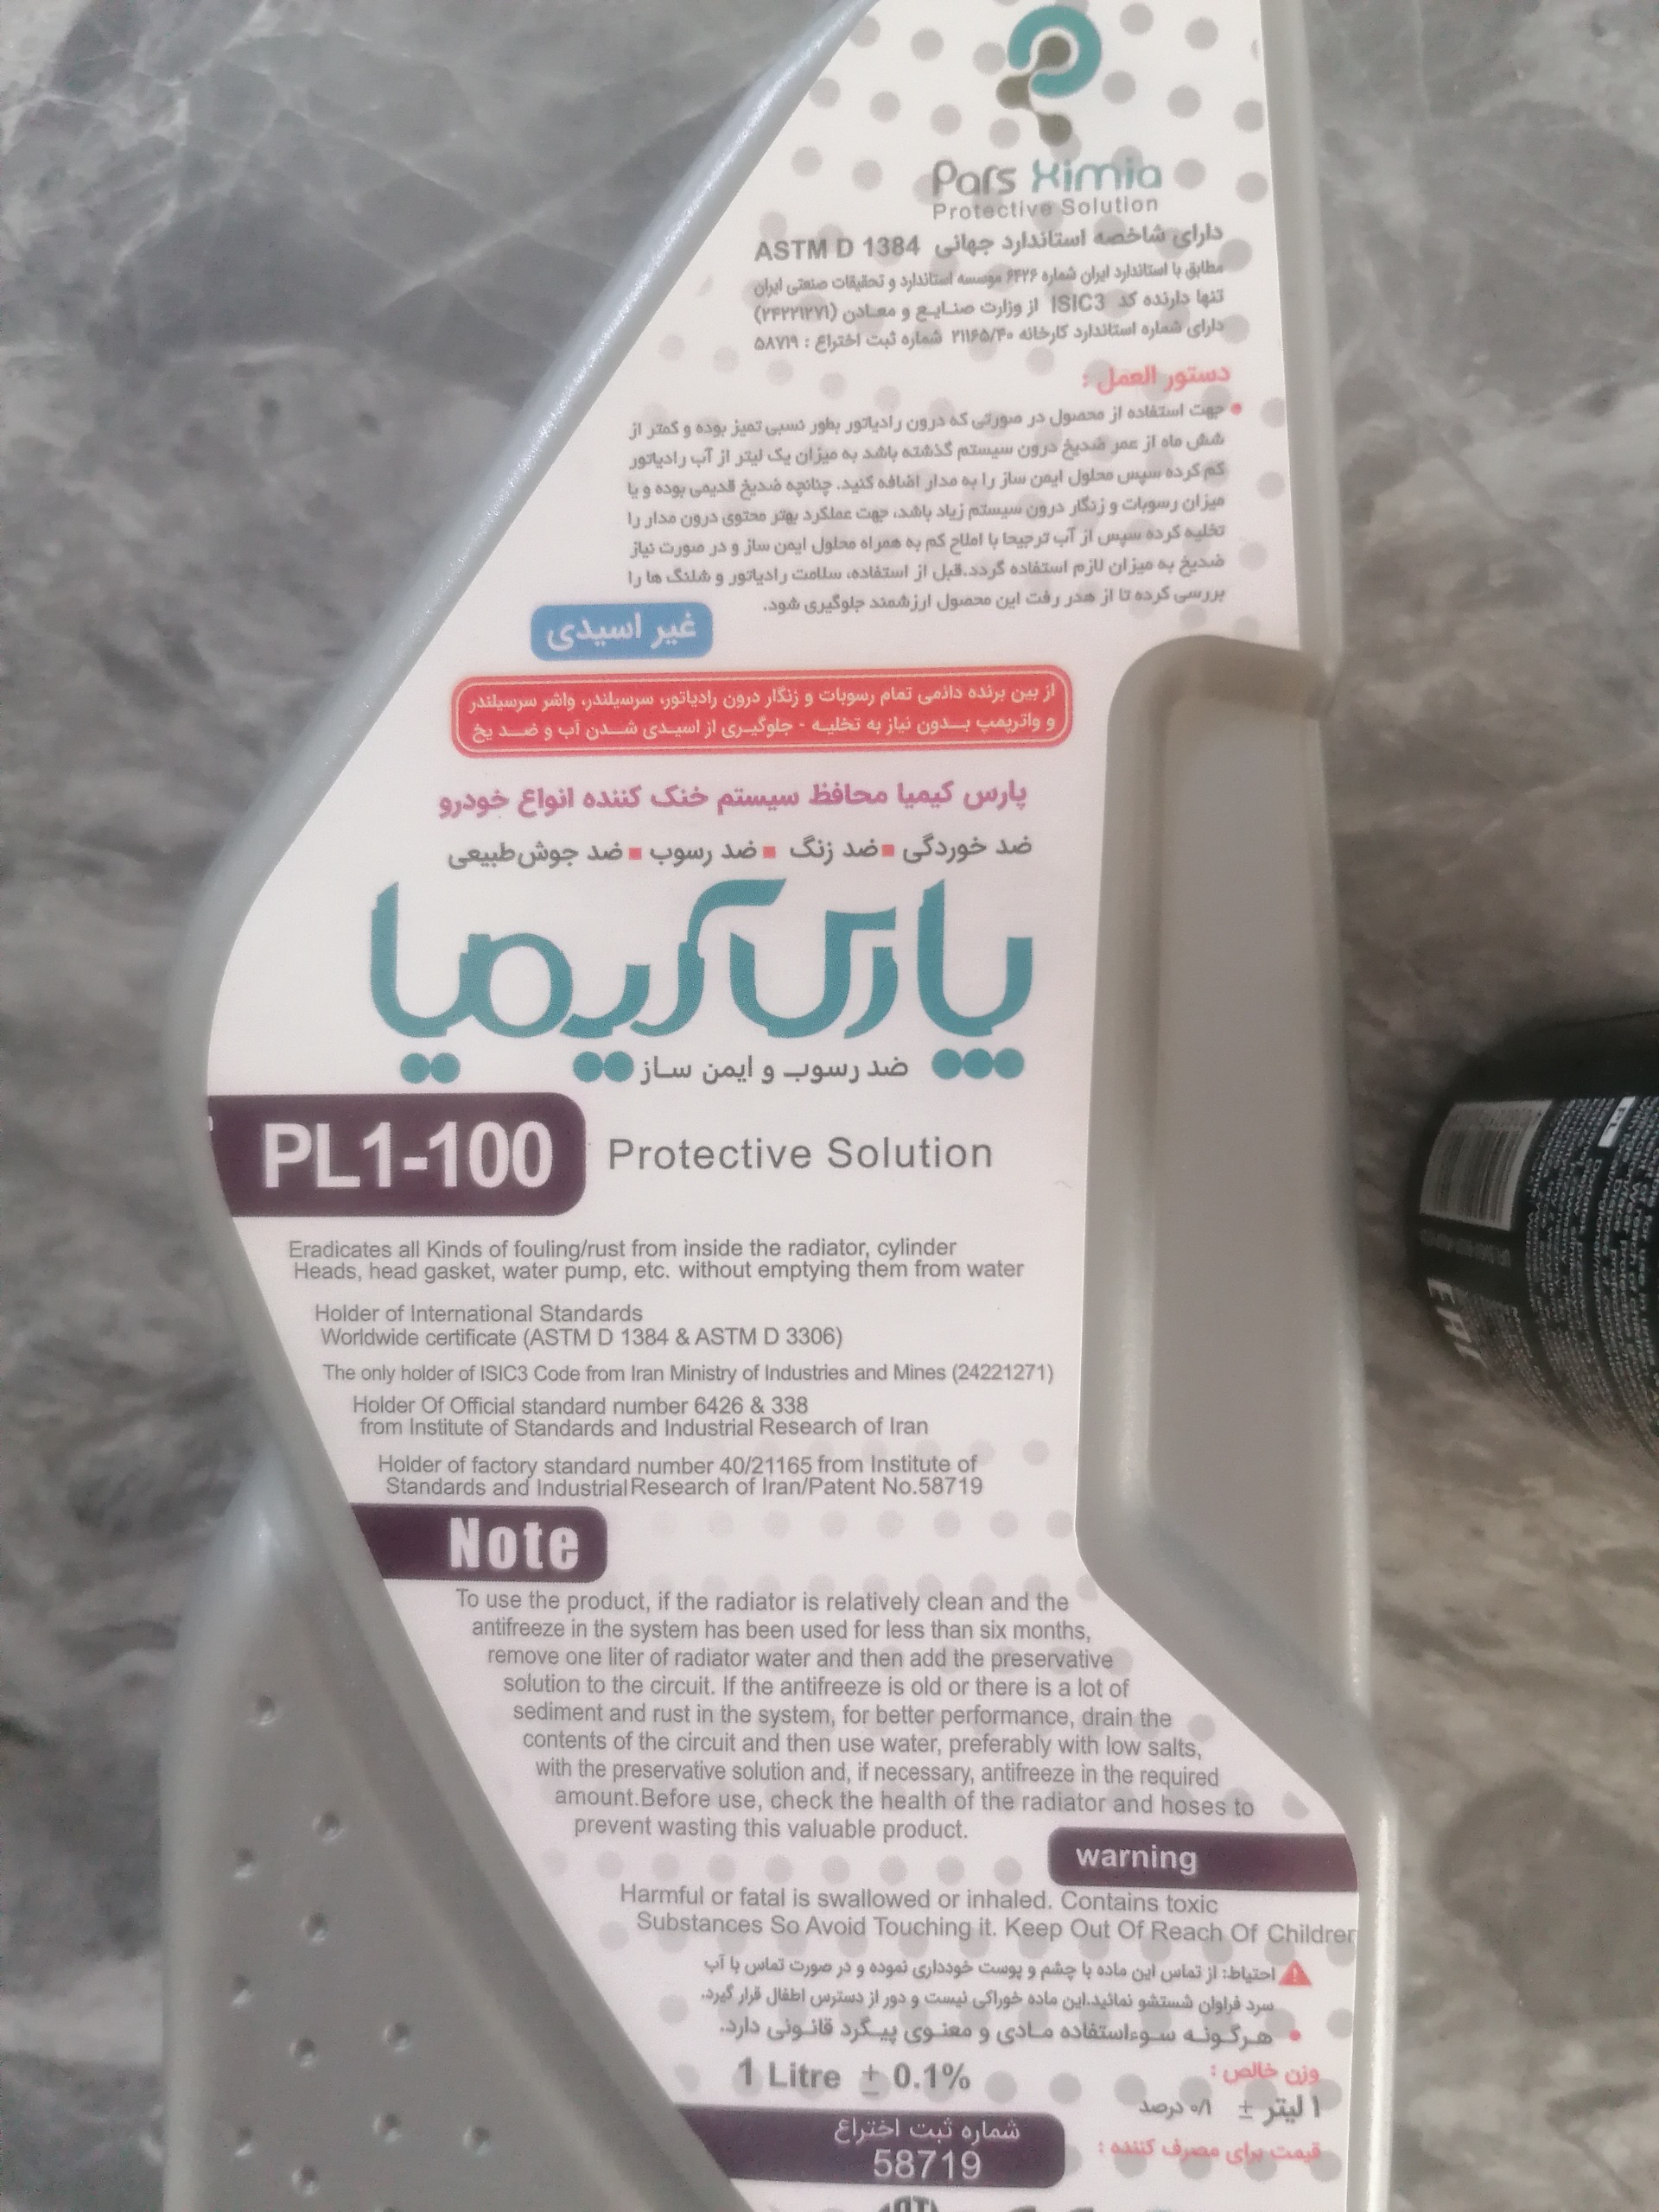 Pars Kimia
Protective Solution
دارای شاخصه استاندارد جهانی ASTM D 1384
مطابق با استاندارد ایران شماره ۶۴۲۶ موسسه استاندارد و تحقیقات صنعتی ایران
تنها دارنده کد ISIC3 از وزارت صنایع و معادن (۲۴۲۲۱۲۷۱)
دارای شماره استاندارد کارخانه ۲۱۱۶۵/۴۰ شماره ثبت اختراع : ۵۸۷۱۹
دستور العمل :
جهت استفاده از محصول در صورتی که درون رادیاتور بطور نسبی تمیز بوده و کمتر از
شش ماه از عمر ضدیخ درون سیستم گذشته باشد به میزان یک لیتر از آب رادیاتور
کم کرده سپس محلول ایمن ساز را به مدار اضافه کنید. چنانچه ضدیخ قدیمی بوده و یا
میزان رسوبات و زنگار درون سیستم زیاد باشد، جهت عملکرد بهتر محتوی درون مدار را
تخلیه کرده سپس از آب ترجیحا با املاح کم به همراه محلول ایمن ساز و در صورت نیاز
ضدیخ به میزان لازم استفاده گردد.قبل از استفاده، سلامت رادیاتور و شلنگ ها را
بررسی کرده تا از هدر رفت این محصول ارزشمند جلوگیری شود.
غیر اسیدی
از بین برنده دائمی تمام رسوبات و زنگار درون رادیاتور، سرسیلندر، واشر سرسیلندر
و واترپمپ بدون نیاز به تخلیه - جلوگیری از اسیدی شدن آب و ضد یخ
پارس کیمیا محافظ سیستم خنک کننده انواع خودرو
ضد خوردگی ■ ضد زنگ ■ ضد رسوب ■ ضد جوش طبیعی
پارس کیمیا
ضد رسوب و ایمن ساز
PL1-100 Protective Solution
Eradicates all Kinds of fouling/rust from inside the radiator, cylinder
Heads, head gasket, water pump, etc. without emptying them from water
Holder of International Standards
Worldwide certificate (ASTM D 1384 & ASTM D 3306)
The only holder of ISIC3 Code from Iran Ministry of Industries and Mines (24221271)
Holder Of Official standard number 6426 & 338
from Institute of Standards and Industrial Research of Iran
Holder of factory standard number 40/21165 from Institute of
Standards and Industrial Research of Iran/Patent No.58719
Note
To use the product, if the radiator is relatively clean and the
antifreeze in the system has been used for less than six months,
remove one liter of radiator water and then add the preservative
solution to the circuit. If the antifreeze is old or there is a lot of
sediment and rust in the system, for better performance, drain the
contents of the circuit and then use water, preferably with low salts,
with the preservative solution and, if necessary, antifreeze in the required
amount.Before use, check the health of the radiator and hoses to
prevent wasting this valuable product.
warning
Harmful or fatal is swallowed or inhaled. Contains toxic
Substances So Avoid Touching it. Keep Out Of Reach Of Children
احتیاط: از تماس این ماده با چشم و پوست خودداری نموده و در صورت تماس با آب
سرد فراوان شستشو نمائید.این ماده خوراکی نیست و دور از دسترس اطفال قرار گیرد.
هرگونه سوءاستفاده مادی و معنوی پیگرد قانونی دارد.
وزن خالص :
1 Litre ± 0.1%
۱ لیتر ± ۰/۱ درصد
قیمت برای مصرف کننده :
شماره ثبت اختراع
58719